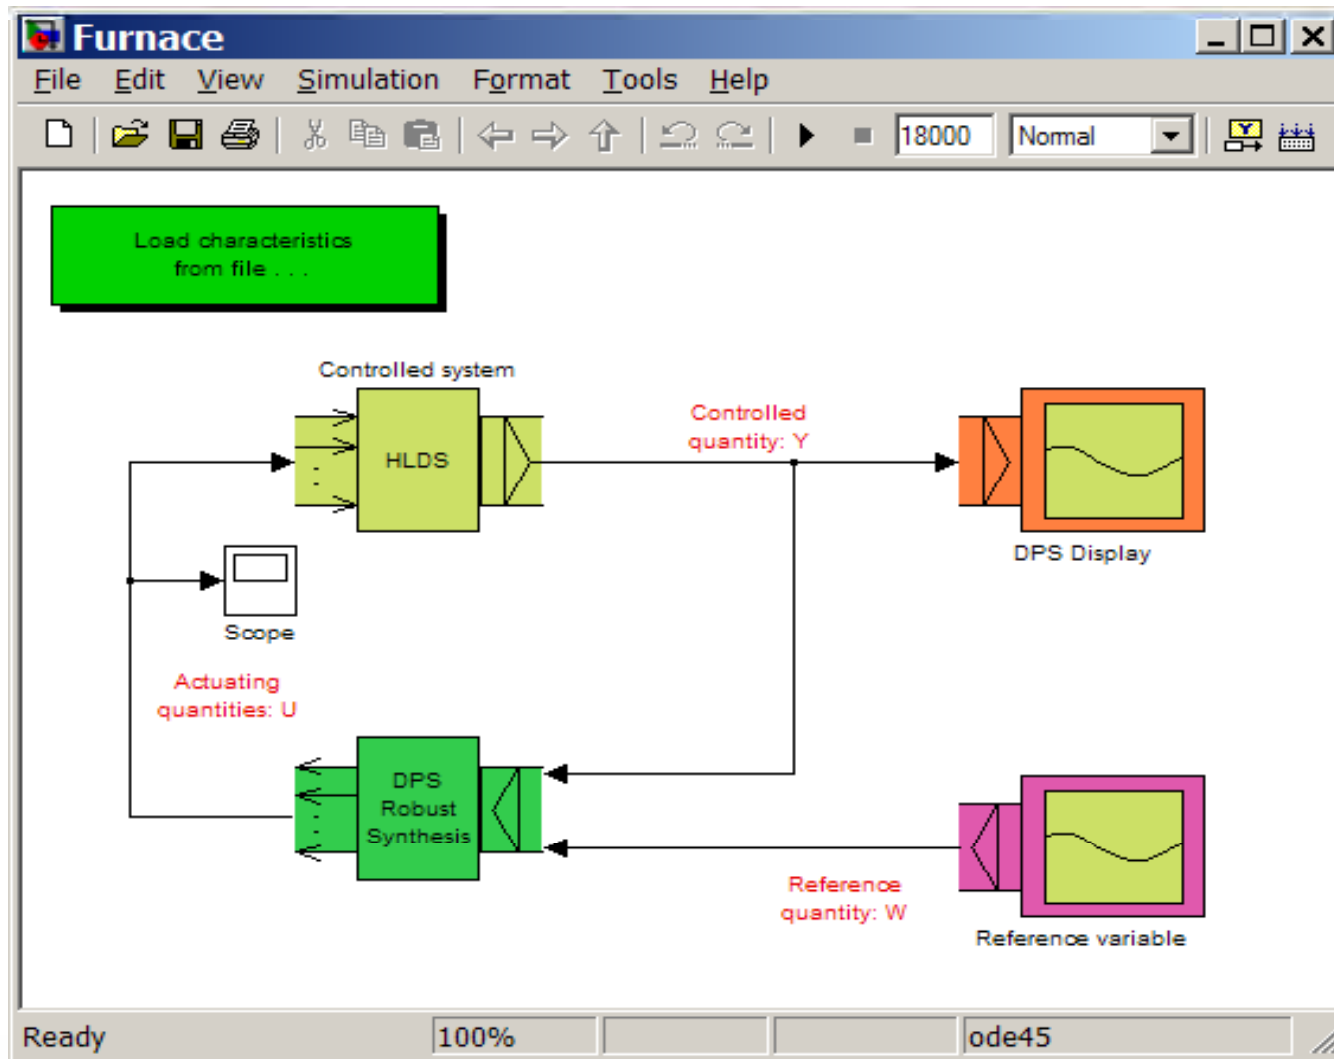 Furnace
File Edit View Simulation Format Tools Help
18000 Normal
Load characteristics
from file . . .
Controlled system
HLDS
Controlled
quantity: Y
DPS Display
Scope
Actuating
quantities: U
DPS
Robust
Synthesis
Reference
quantity: W
Reference variable
Ready 100% ode45